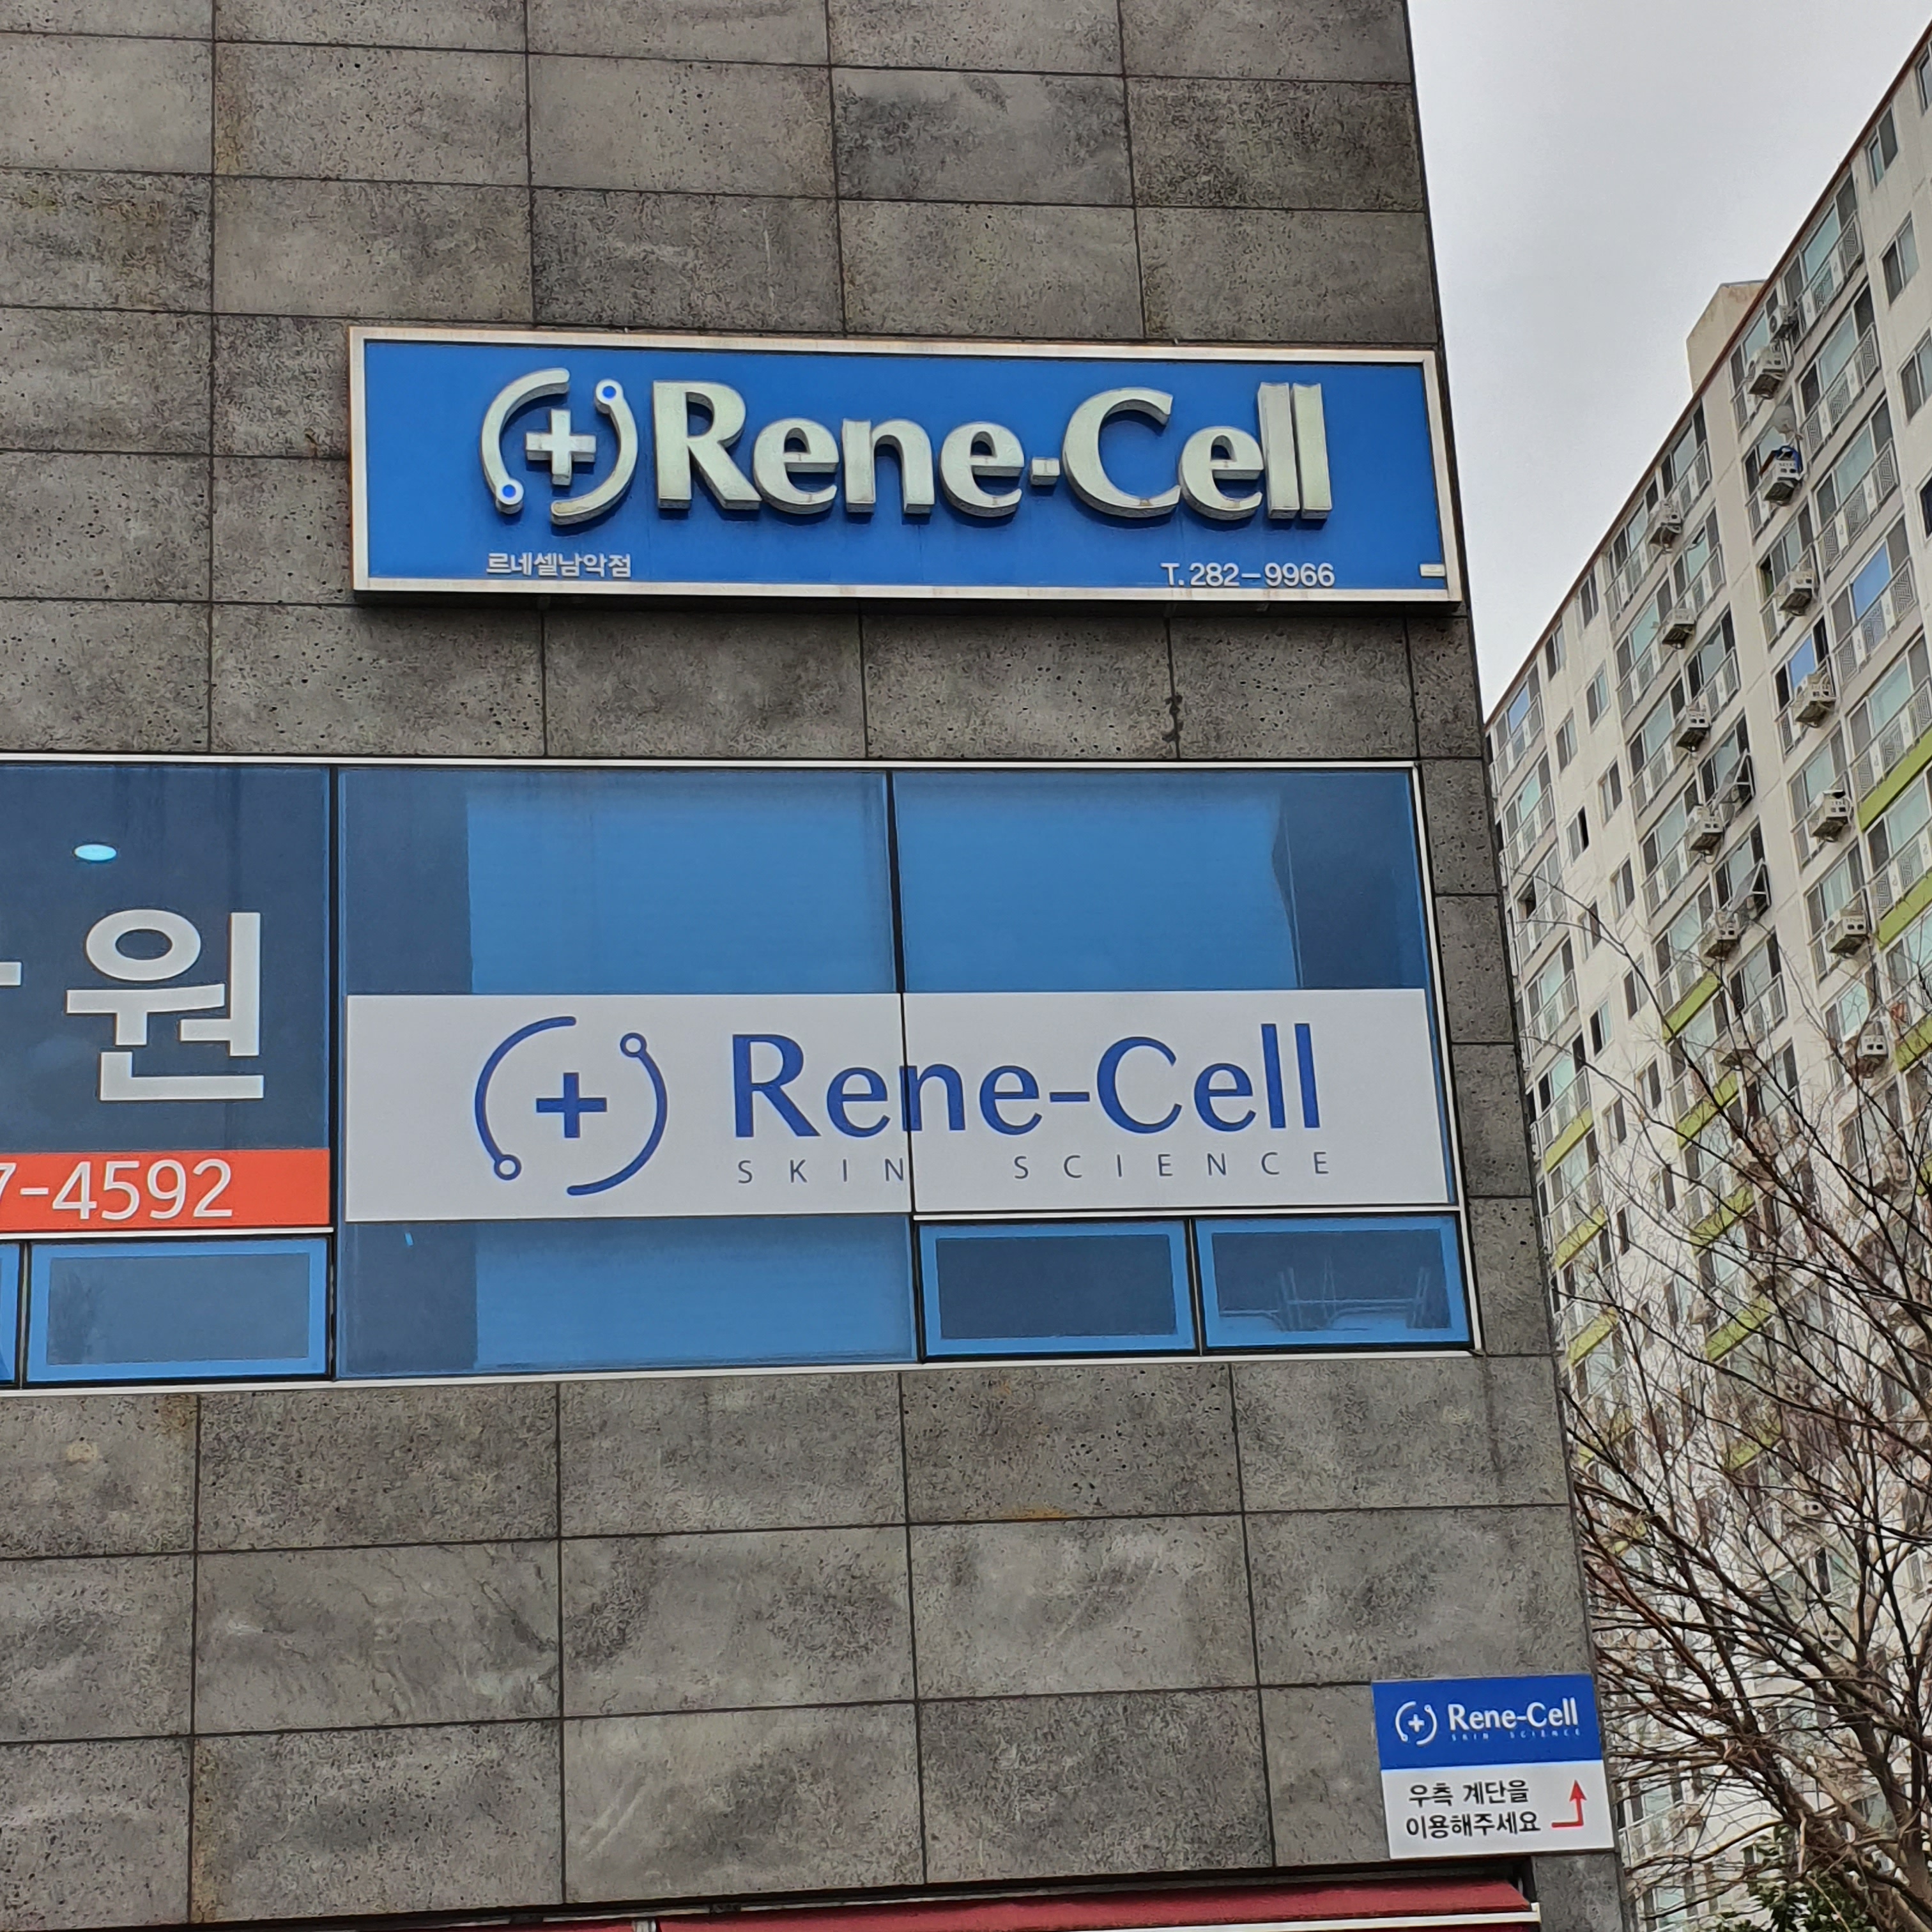 Rene-Cell
르네셀남악점
T. 282-9966
원
7-4592
Rene-Cell
SKIN SCIENCE
Rene-Cell
SKIN SCIENCE
우측 계단을
이용해주세요